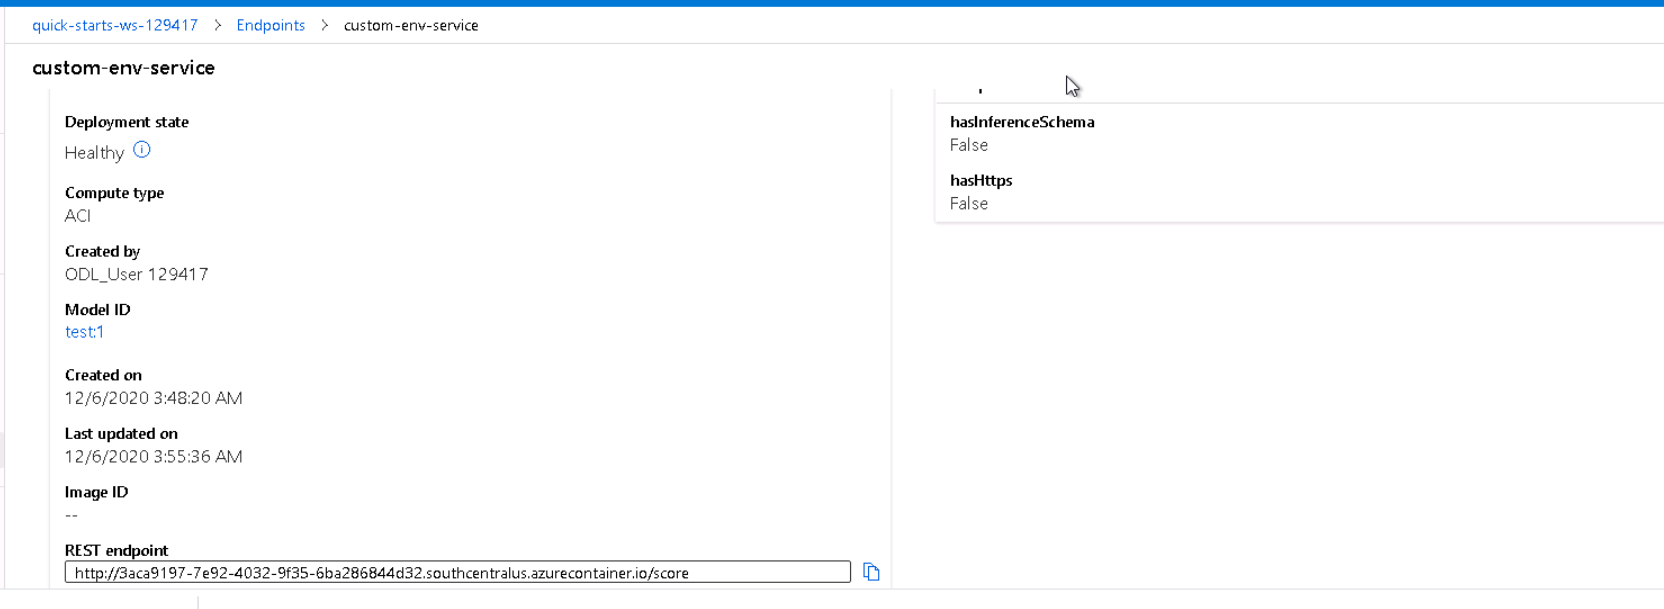 quick-starts-ws-129417 > Endpoints > custom-env-service
custom-env-service
Deployment state
Healthy
Compute type
ACI
Created by
ODL_User 129417
Model ID
test:1
Created on
12/6/2020 3:48:20 AM
Last updated on
12/6/2020 3:55:36 AM
Image ID
--
REST endpoint
http://3aca9197-7e92-4032-9f35-6ba286844d32.southcentralus.azurecontainer.io/score
hasInferenceSchema
False
hasHttps
False